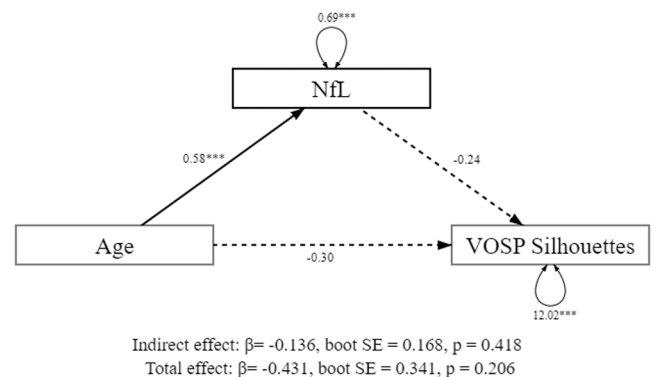 0.69***
NfL
0.58***
-0.24
Age
VOSP Silhouettes
-0.30
12.02***
Indirect effect: β= -0.136, boot SE = 0.168, p = 0.418
Total effect: β= -0.431, boot SE = 0.341, p = 0.206